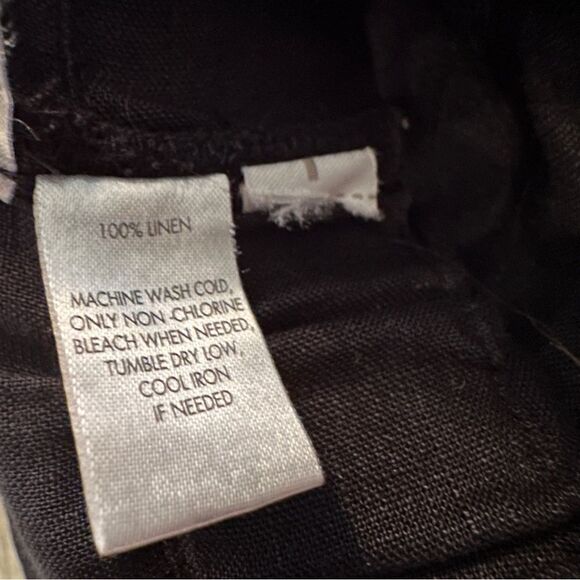 100% LINEN
MACHINE WASH COLD,
ONLY NON -CHLORINE
BLEACH WHEN NEEDED,
TUMBLE DRY LOW,
COOL IRON
IF NEEDED